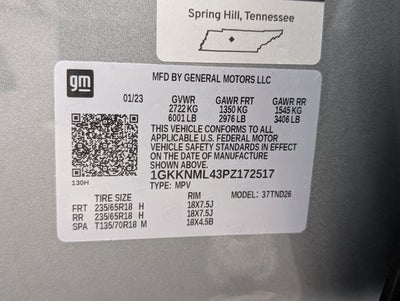 Spring Hill, Tennessee
gm
MFD BY GENERAL MOTORS LLC
01/23 GVWR GAWR FRT GAWR RR
2722 KG 1350 KG 1545 KG
6001 LB 2976 LB 3406 LB
THIS VEHICLE CONFORMS TO ALL
APPLICABLE U.S. FEDERAL MOTOR
VEHICLE SAFETY STANDARDS IN EFFECT
ON THE DATE OF MANUFACTURE
SHOWN ABOVE.
1GKKNML43PZ172517
130H TYPE: MPV MODEL: 37TND26
TIRE SIZE RIM
FRT 235/65R18 H 18X7.5J
RR 235/65R18 H 18X7.5J
SPA T135/70R18 M 18X4.5B